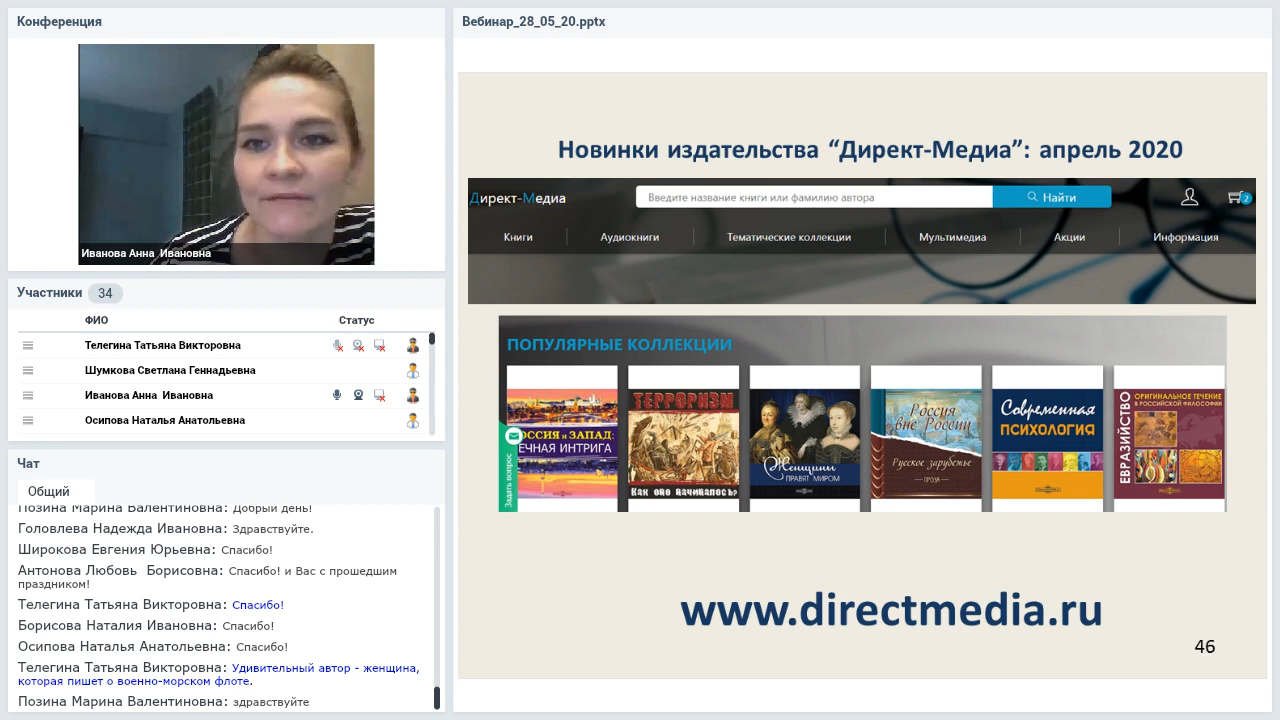 Конференция
Иванова Анна  Ивановна
Участники 34
ФИО Статус
Телегина Татьяна Викторовна
Шумкова Светлана Геннадьевна
Иванова Анна  Ивановна
Осипова Наталья Анатольевна
Чат
Общий
Позина Марина Валентиновна: Добрый день!
Головлева Надежда Ивановна: Здравствуйте.
Широкова Евгения Юрьевна: Спасибо!
Антонова Любовь  Борисовна: Спасибо! и Вас с прошедшим
праздником!
Телегина Татьяна Викторовна: Спасибо!
Борисова Наталия Ивановна: Спасибо!
Осипова Наталья Анатольевна: Спасибо!
Телегина Татьяна Викторовна: Удивительный автор - женщина,
которая пишет о военно-морском флоте.
Позина Марина Валентиновна: здравствуйте
Вебинар_28_05_20.pptx
Новинки издательства “Директ-Медиа”: апрель 2020
Директ-Медиа
Введите название книги или фамилию автора
Найти
2
Книги
Аудиокниги
Тематические коллекции
Мультимедиа
Акции
Информация
ПОПУЛЯРНЫЕ КОЛЛЕКЦИИ
Задать вопрос
ОССИЯ и ЗАПАД:
ЕЧНАЯ ИНТРИГА
ТЕРРОРИЗМ
Как оно начиналось?
Женщины
ПРАВЯТ МИРОМ
Россия
вне России
Русское зарубежье
— ПРОЗА —
Современная
ПСИХОЛОГИЯ
ЕВРАЗИЙСТВО
ОРИГИНАЛЬНОЕ ТЕЧЕНИЕ
В РОССИЙСКОЙ ФИЛОСОФИИ
www.directmedia.ru
46